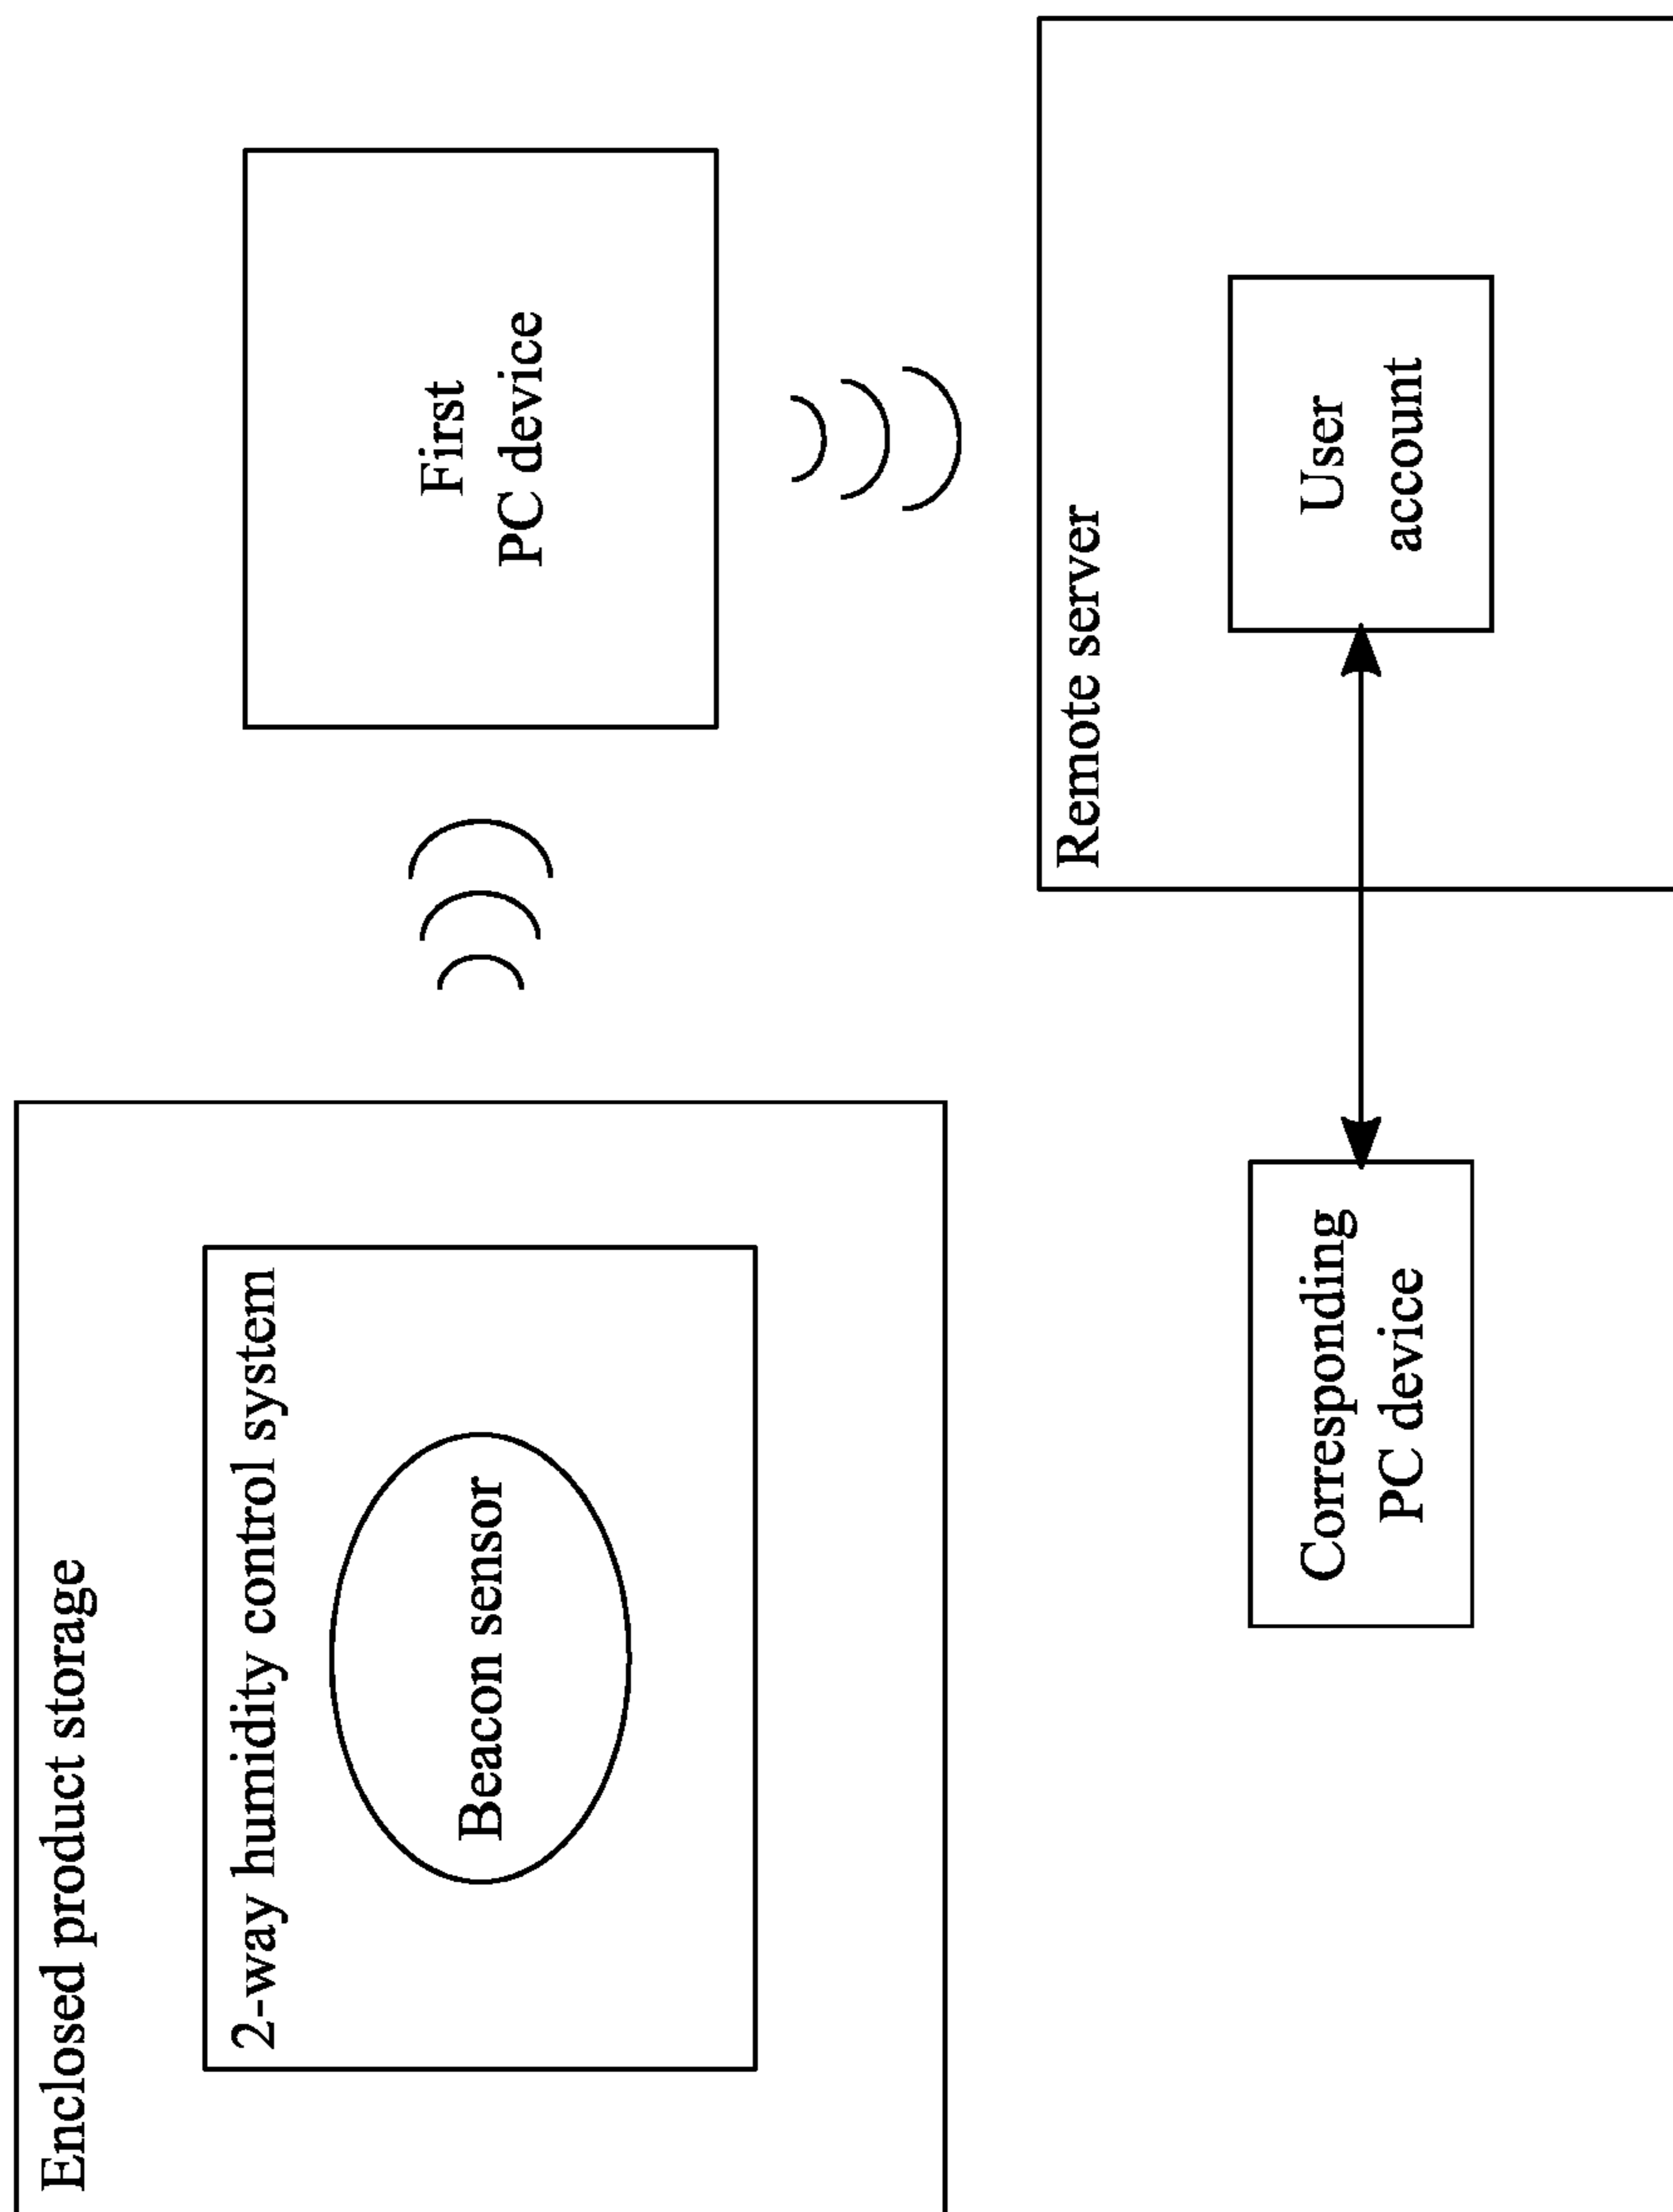 Enclosed product storage
2-way humidity control system
Beacon sensor
First
PC device
Remote server
User
account
Corresponding
PC device